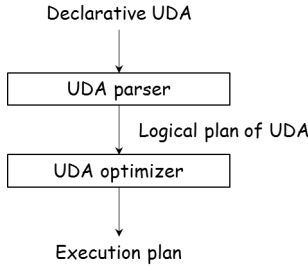 Declarative UDA
UDA parser
Logical plan of UDA
UDA optimizer
Execution plan